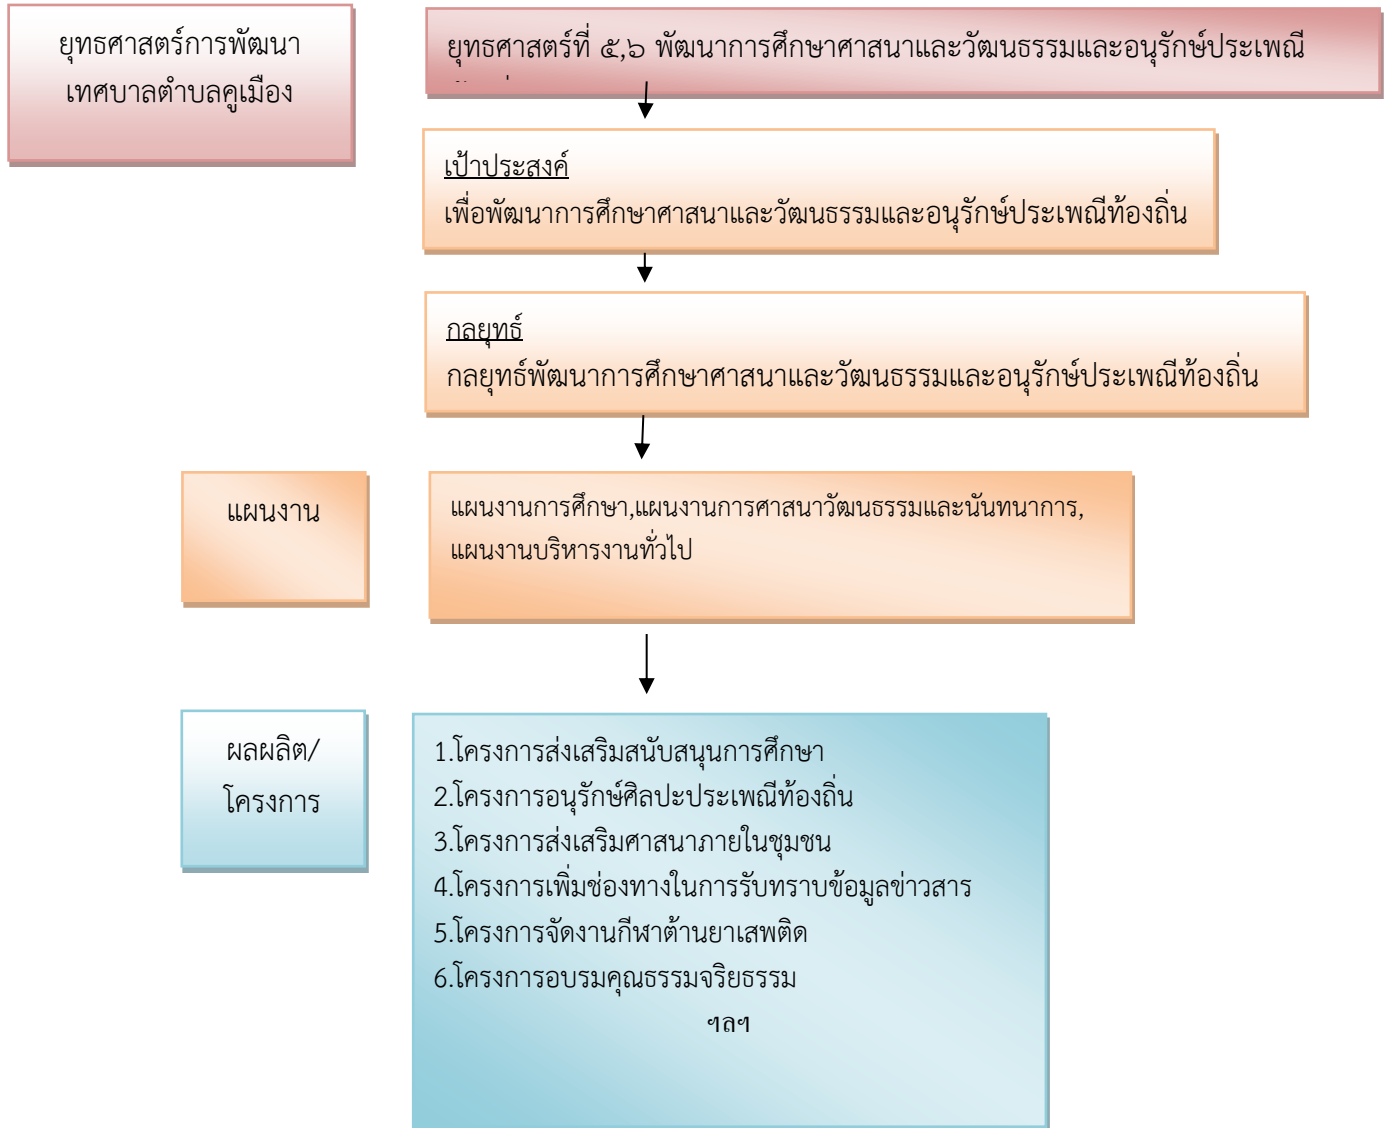 ยุทธศาสตร์การพัฒนา
เทศบาลตำบลคูเมือง
ยุทธศาสตร์ที่ ๕,๖ พัฒนาการศึกษาศาสนาและวัฒนธรรมและอนุรักษ์ประเพณี
เป้าประสงค์
เพื่อพัฒนาการศึกษาศาสนาและวัฒนธรรมและอนุรักษ์ประเพณีท้องถิ่น
กลยุทธ์
กลยุทธ์พัฒนาการศึกษาศาสนาและวัฒนธรรมและอนุรักษ์ประเพณีท้องถิ่น
แผนงาน
แผนงานการศึกษา,แผนงานการศาสนาวัฒนธรรมและนันทนาการ,
แผนงานบริหารงานทั่วไป
ผลผลิต/
โครงการ
1.โครงการส่งเสริมสนับสนุนการศึกษา
2.โครงการอนุรักษ์ศิลปะประเพณีท้องถิ่น
3.โครงการส่งเสริมศาสนาภายในชุมชน
4.โครงการเพิ่มช่องทางในการรับทราบข้อมูลข่าวสาร
5.โครงการจัดงานกีฬาต้านยาเสพติด
6.โครงการอบรมคุณธรรมจริยธรรม
ฯลฯ